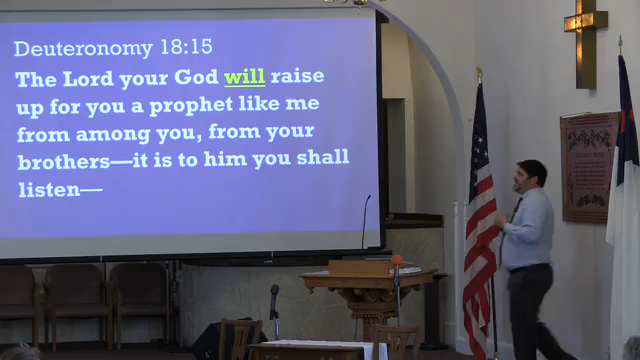 Deuteronomy 18:15
The Lord your God will raise
up for you a prophet like me
from among you, from your
brothers—it is to him you shall
listen—